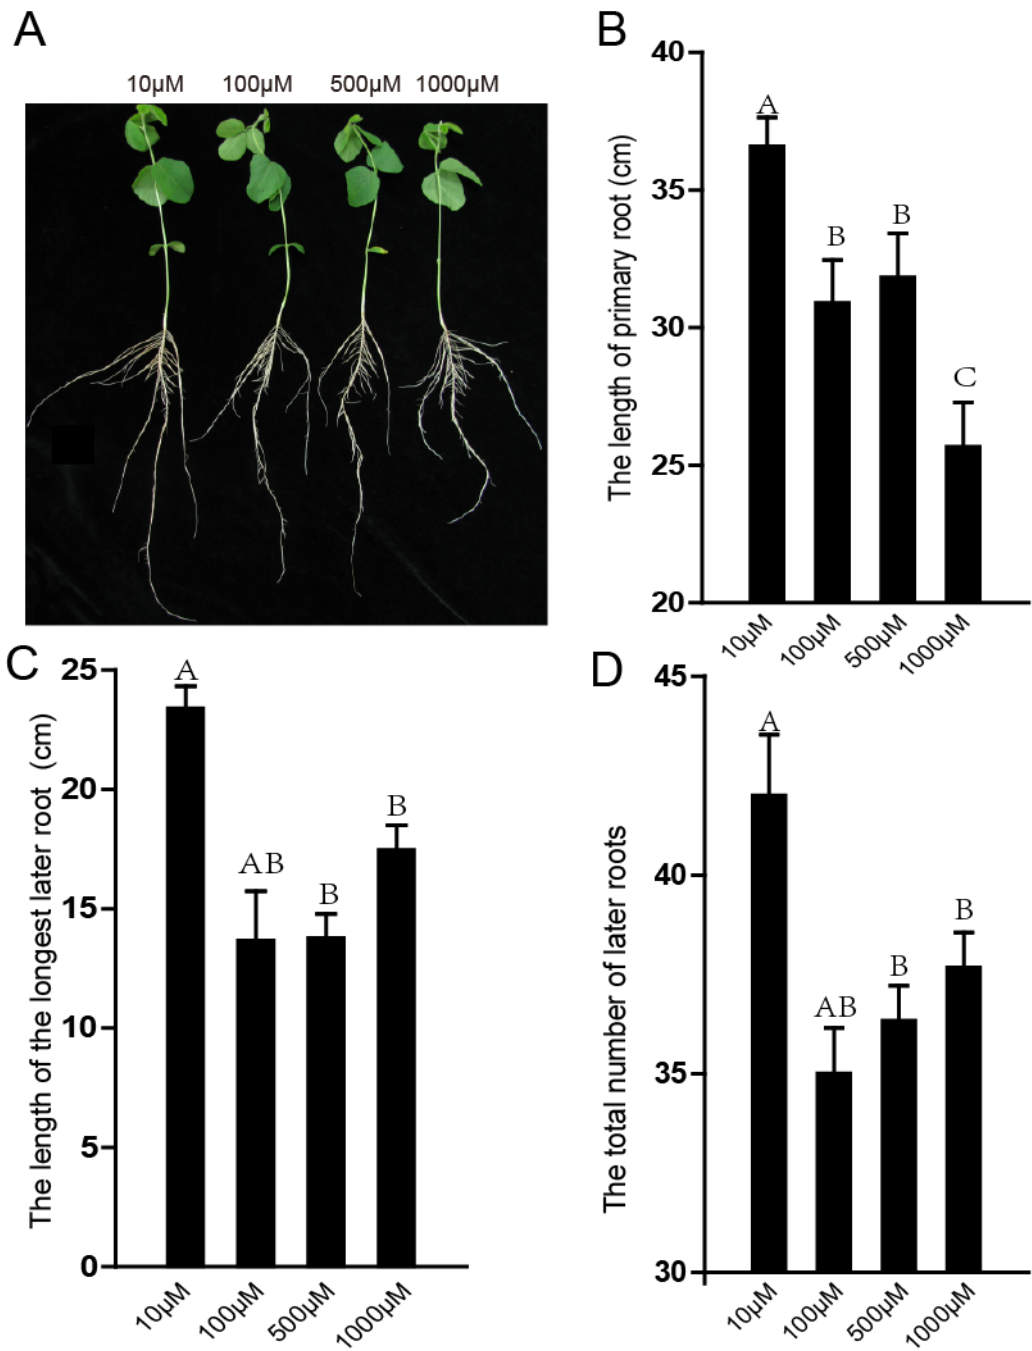 A
10μM 100μM 500μM 1000μM
B
The length of primary root (cm)
40
35
30
25
20
A
B
B
C
10μM
100μM
500μM
1000μM
C
The length of the longest later root (cm)
25
20
15
10
5
0
A
AB
B
B
10μM
100μM
500μM
1000μM
D
The total number of later roots
45
40
35
30
A
AB
B
B
10μM
100μM
500μM
1000μM